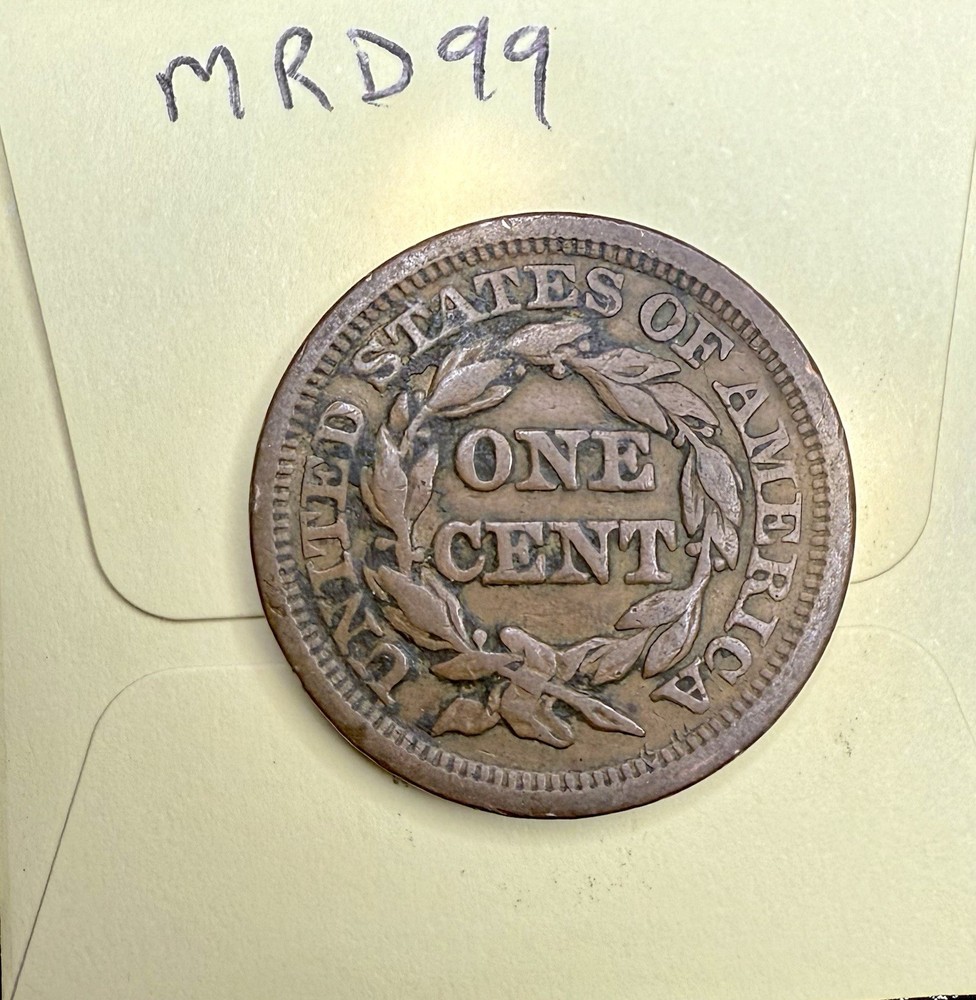 MRD99
UNITED STATES OF AMERICA
ONE
CENT